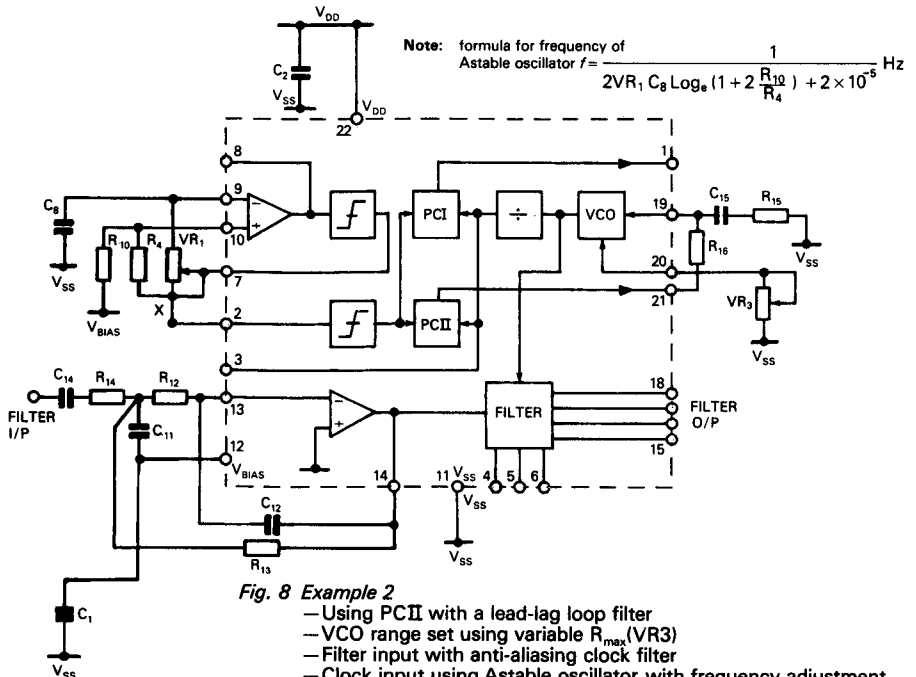 V_DD
Note: formula for frequency of
Astable oscillator f = 1 / (2VR₁ C₈ Log_e (1 + 2 R₁₀/R₄) + 2 × 10⁻⁵) Hz
C₂
V_SS
V_DD
22
8
1
9
C₈
PCI
÷
VCO
19
C₁₅
R₁₅
−
+
10
R₁₀
R₄
VR₁
V_SS
R₁₆
V_SS
20
7
21
V_BIAS
X
2
PCII
VR₃
V_SS
3
C₁₄
R₁₄
R₁₂
13
FILTER
I/P
C₁₁
−
+
FILTER
18
FILTER
O/P
15
12
V_BIAS
14
11
V_SS
V_SS
4
5
6
C₁₂
V_SS
R₁₃
C₁
V_SS
Fig. 8 Example 2
—Using PCII with a lead-lag loop filter
—VCO range set using variable R_max(VR3)
—Filter input with anti-aliasing clock filter
—Clock input using Astable oscillator with frequency adjustment